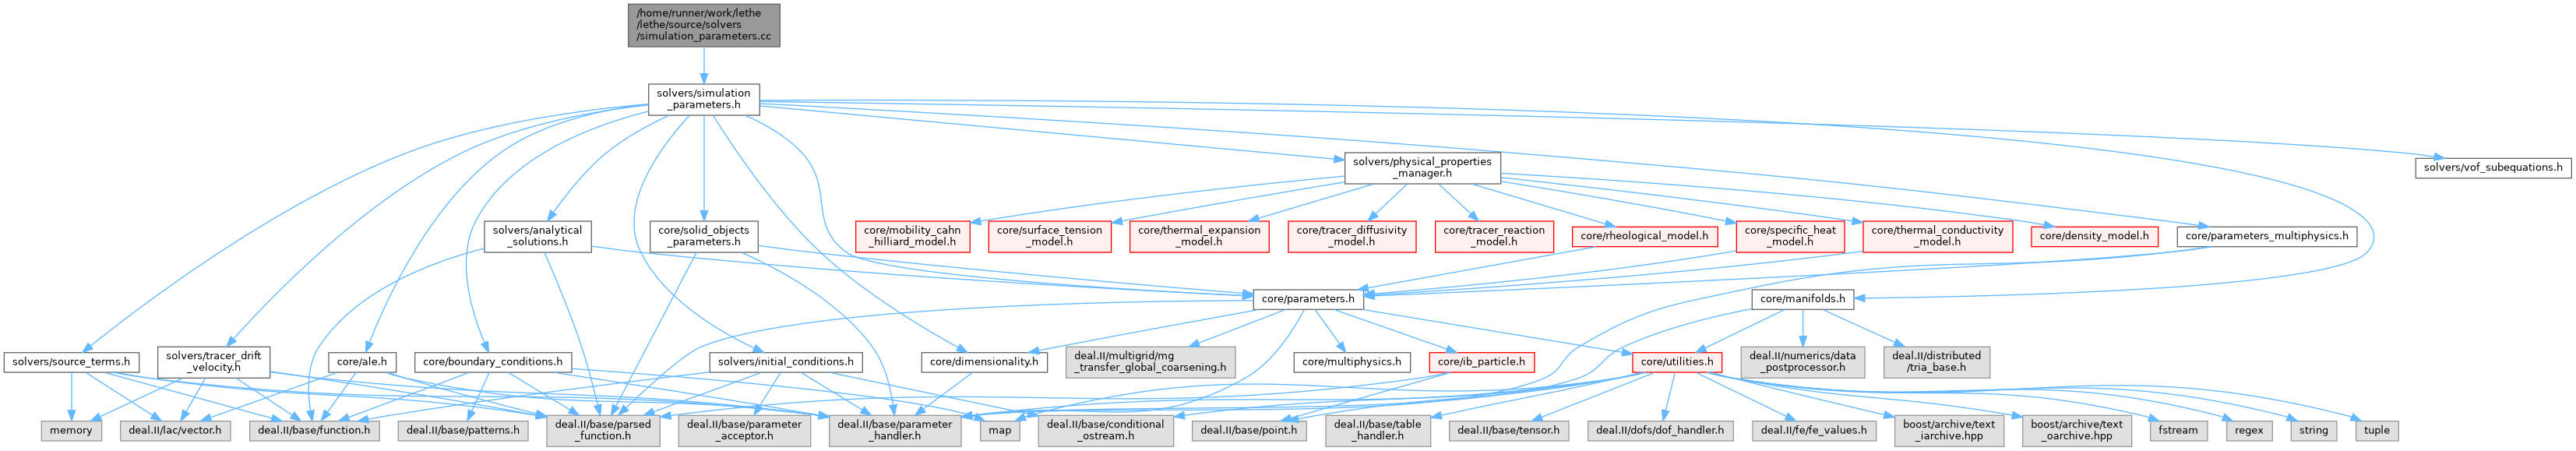 /home/runner/work/lethe
/lethe/source/solvers
/simulation_parameters.cc
solvers/simulation
_parameters.h
solvers/physical_properties
_manager.h
solvers/vof_subequations.h
solvers/analytical
_solutions.h
core/solid_objects
_parameters.h
core/mobility_cahn
_hilliard_model.h
core/surface_tension
_model.h
core/thermal_expansion
_model.h
core/tracer_diffusivity
_model.h
core/tracer_reaction
_model.h
core/rheological_model.h
core/specific_heat
_model.h
core/thermal_conductivity
_model.h
core/density_model.h
core/parameters_multiphysics.h
core/parameters.h
core/manifolds.h
solvers/source_terms.h
solvers/tracer_drift
_velocity.h
core/ale.h
core/boundary_conditions.h
solvers/initial_conditions.h
core/dimensionality.h
deal.II/multigrid/mg
_transfer_global_coarsening.h
core/multiphysics.h
core/ib_particle.h
core/utilities.h
deal.II/numerics/data
_postprocessor.h
deal.II/distributed
/tria_base.h
memory
deal.II/lac/vector.h
deal.II/base/function.h
deal.II/base/patterns.h
deal.II/base/parsed
_function.h
deal.II/base/parameter
_acceptor.h
deal.II/base/parameter
_handler.h
map
deal.II/base/conditional
_ostream.h
deal.II/base/point.h
deal.II/base/table
_handler.h
deal.II/base/tensor.h
deal.II/dofs/dof_handler.h
deal.II/fe/fe_values.h
boost/archive/text
_iarchive.hpp
boost/archive/text
_oarchive.hpp
fstream
regex
string
tuple